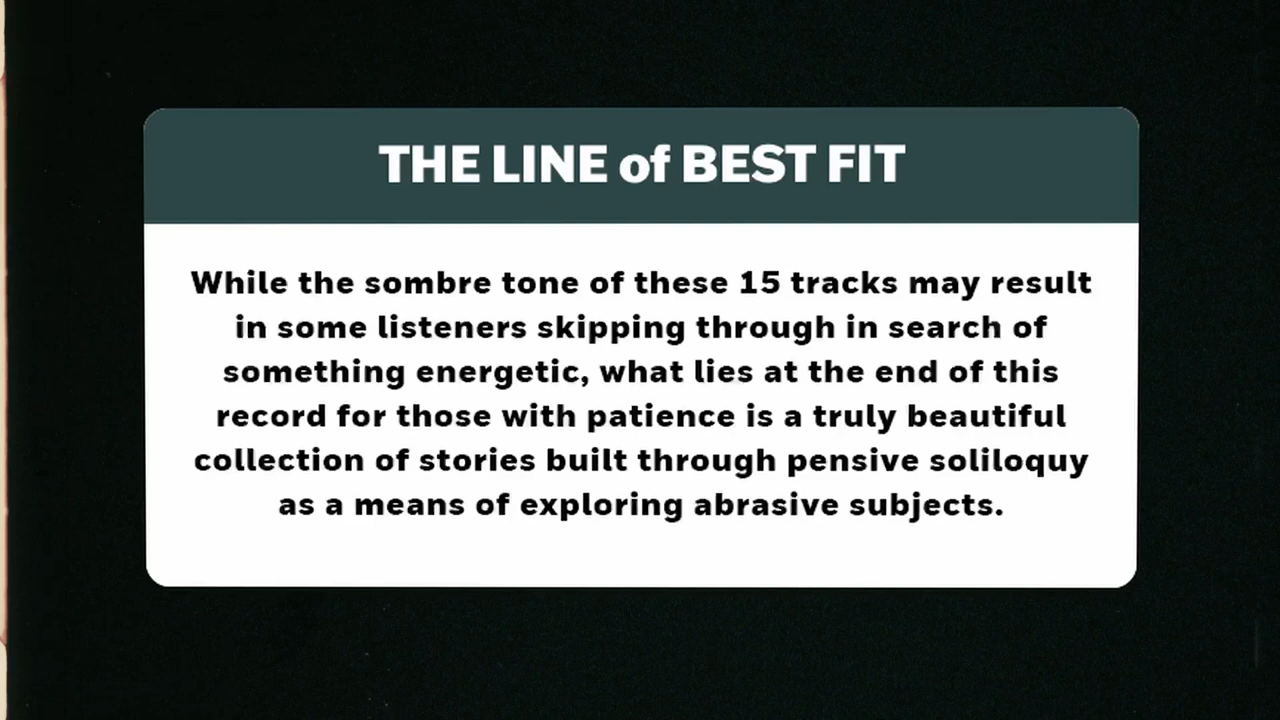 THE LINE of BEST FIT
While the sombre tone of these 15 tracks may result
in some listeners skipping through in search of
something energetic, what lies at the end of this
record for those with patience is a truly beautiful
collection of stories built through pensive soliloquy
as a means of exploring abrasive subjects.